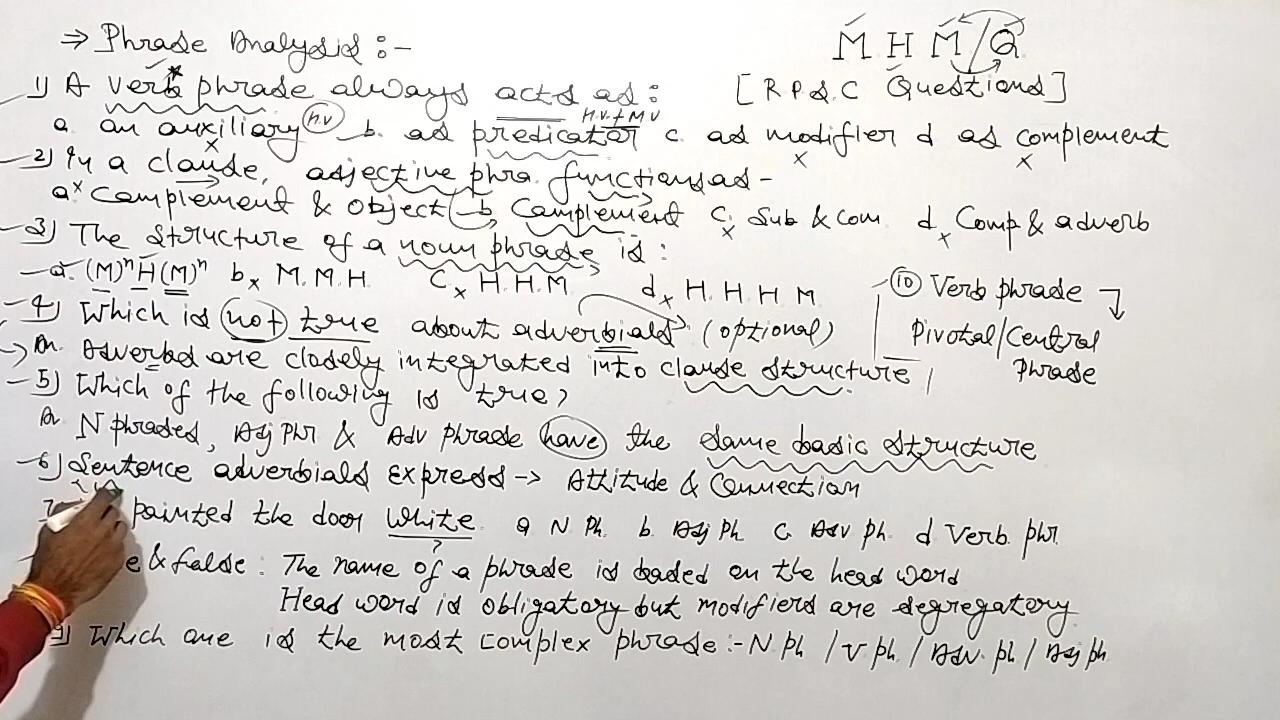 ⇒ Phrase Analysis :-
M H M/Q
[R.P.S.C Questions]
1) A verb* phrase always acts as:
H.V. + M V
a. an auxiliary (H.V) b. as predicator c. as modifier d as complement
2) In a clause, adjective phra. functions as -
a. Complement & Object b. Complement c. Sub & com. d. Comp & adverb
3) The structure of a noun phrase is:
a. (M)ⁿ H (M)ⁿ b. M. M. H c. H. H. M d. H H H M
4) Which is not true about adverbials (optional)
An. Adverbs are closely integrated into clause structure
10 Verb phrase
Pivotal/Central
Phrase
5) Which of the following is true?
An N phrases, Adj Phr & Adv phrase have the same basic structure
6) Sentence adverbials express → Attitude & Connection
7 painted the door white. a N Ph. b. Adj Ph c. Adv ph. d Verb phr.
?
e & false: The name of a phrase is based on the head word
Head word is obligatory but modifiers are segregatory
9) Which one is the most complex phrase:- N. ph / V ph. / Adv. ph / Adj ph